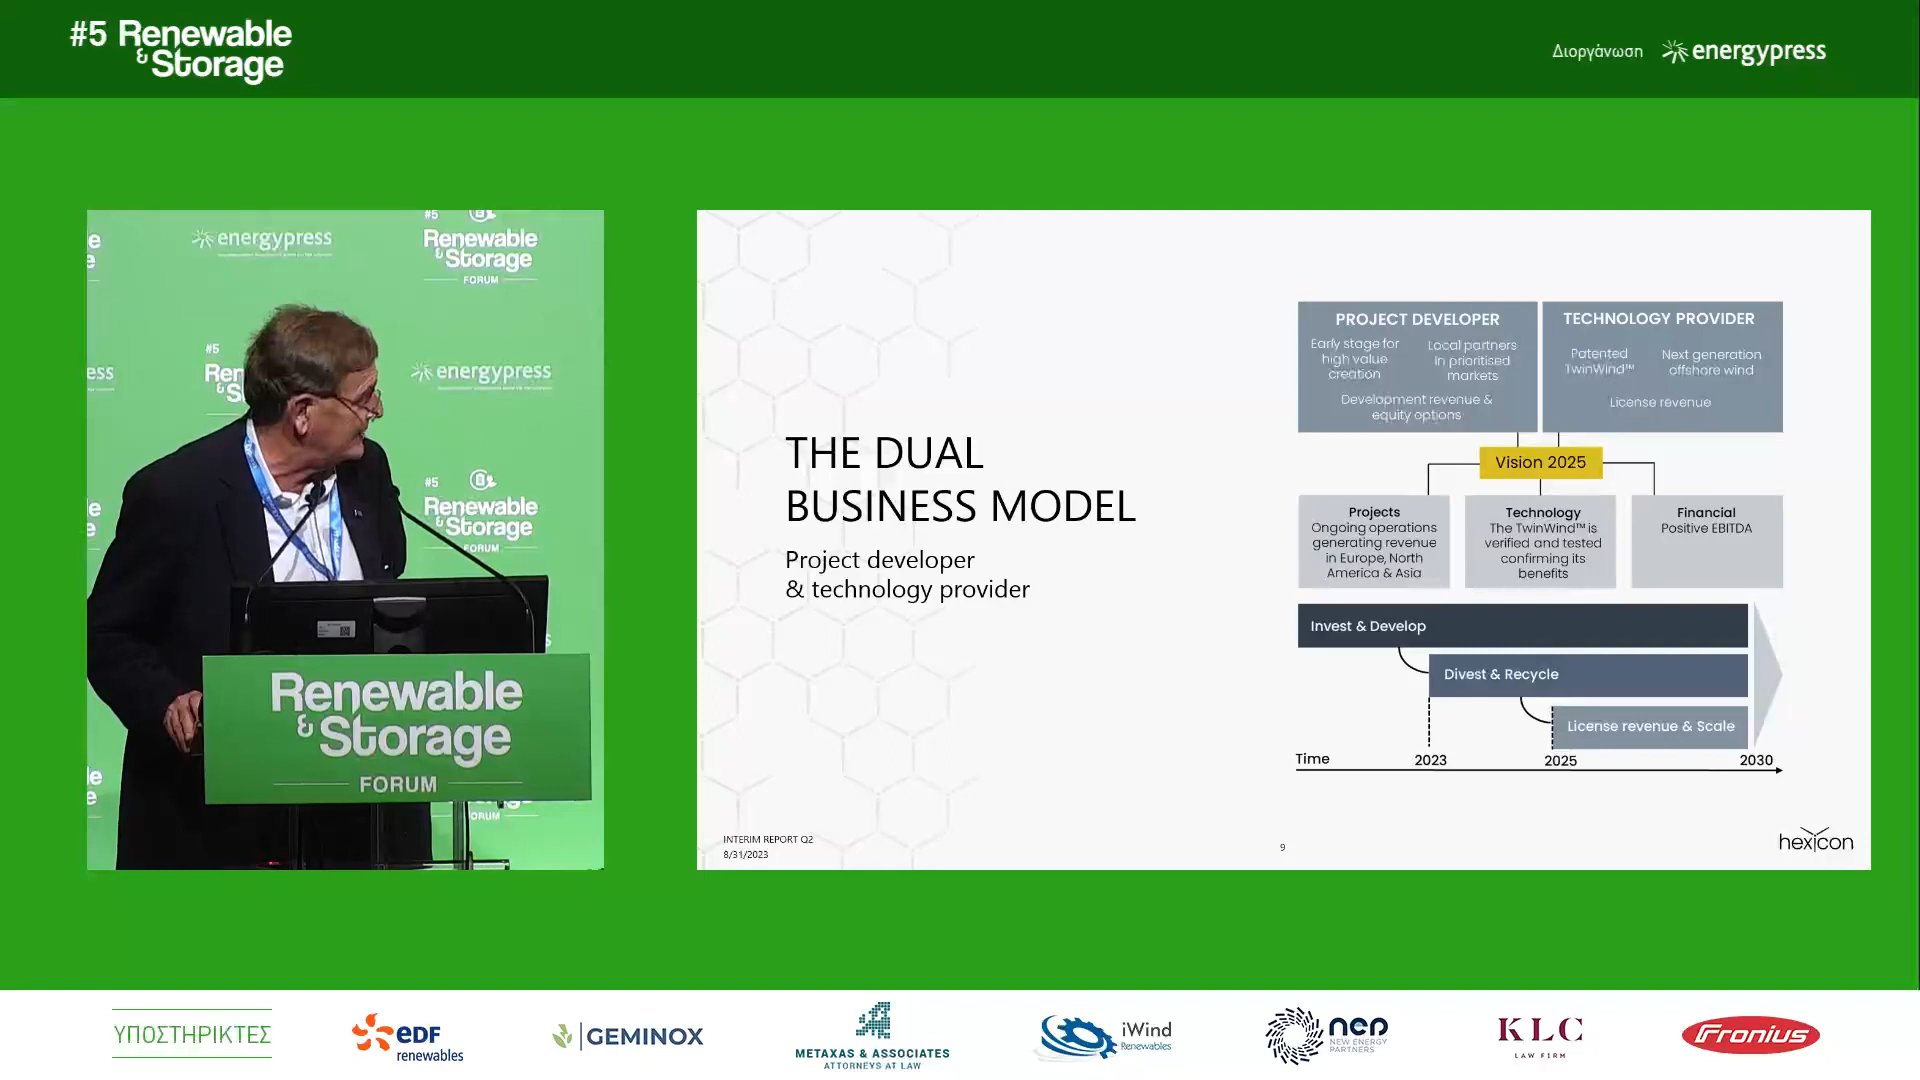 #5 Renewable
& Storage
Διοργάνωση energypress
energypress
#5
Renewable
& Storage
FORUM
#5
energypress
#5
Renewable
& Storage
FORUM
Renewable
& Storage
FORUM
THE DUAL
BUSINESS MODEL
Project developer
& technology provider
PROJECT DEVELOPER
Early stage for
high value
creation
Local partners
in prioritised
markets
Development revenue &
equity options
TECHNOLOGY PROVIDER
Patented
TwinWind™
Next generation
offshore wind
License revenue
Vision 2025
Projects
Ongoing operations
generating revenue
in Europe, North
America & Asia
Technology
The TwinWind™ is
verified and tested
confirming its
benefits
Financial
Positive EBITDA
Invest & Develop
Divest & Recycle
License revenue & Scale
Time 2023 2025 2030
INTERIM REPORT Q2
8/31/2023
9
hexicon
ΥΠΟΣΤΗΡΙΚΤΕΣ
edf
renewables
GEMINOX
METAXAS & ASSOCIATES
ATTORNEYS AT LAW
iWind
Renewables
nep
NEW ENERGY
PARTNERS
KLC
LAW FIRM
Fronius